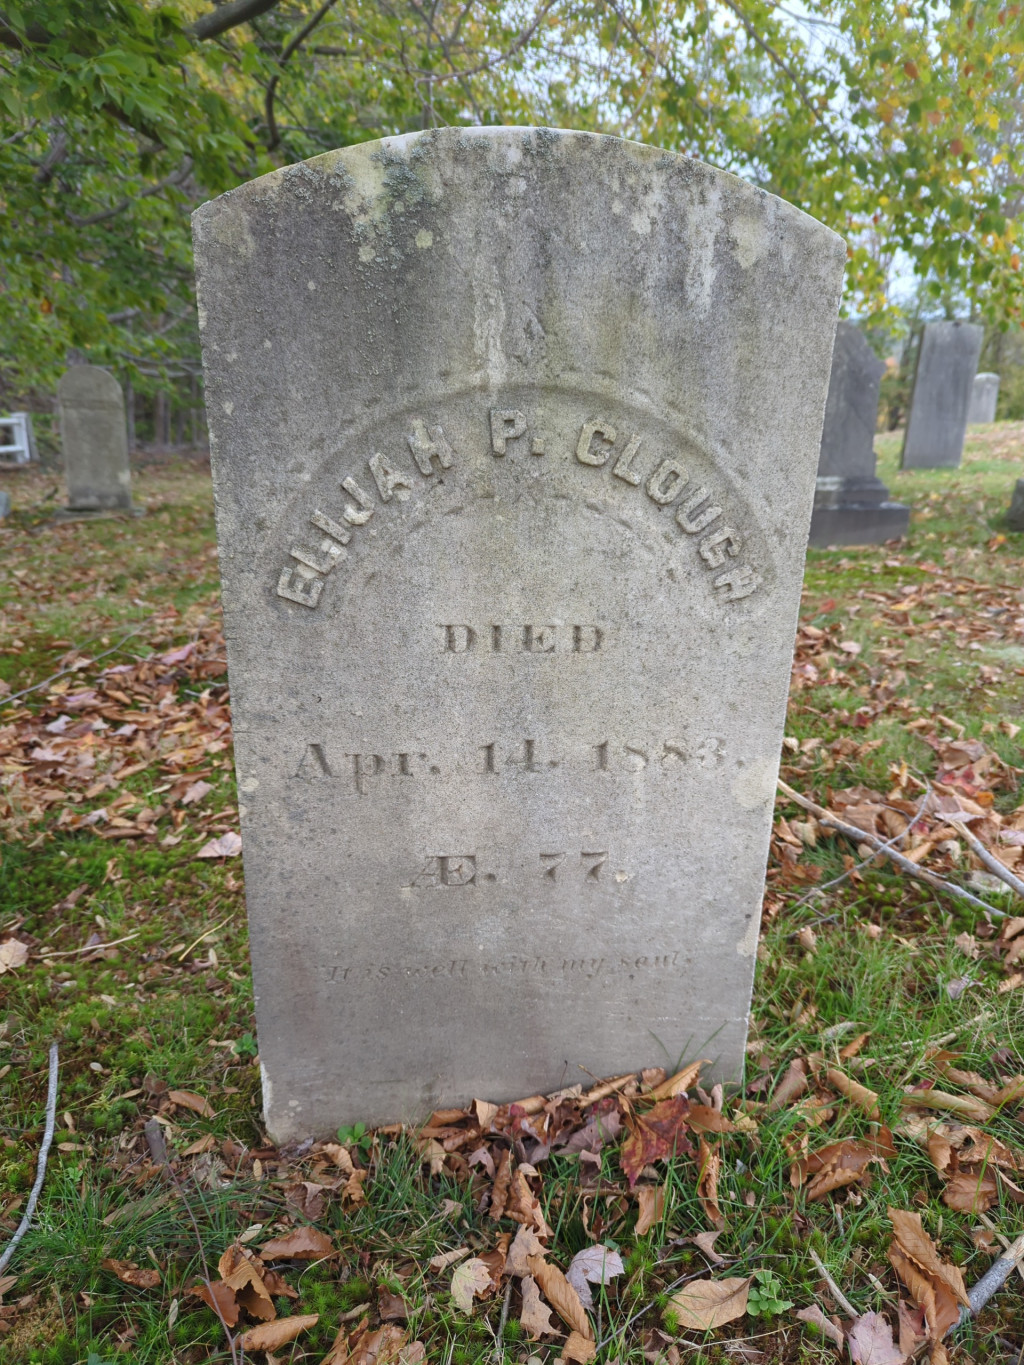 ELIJAH P. CLOUGH
DIED
Apr. 14. 1883.
Æ. 77.
It is well with my soul.